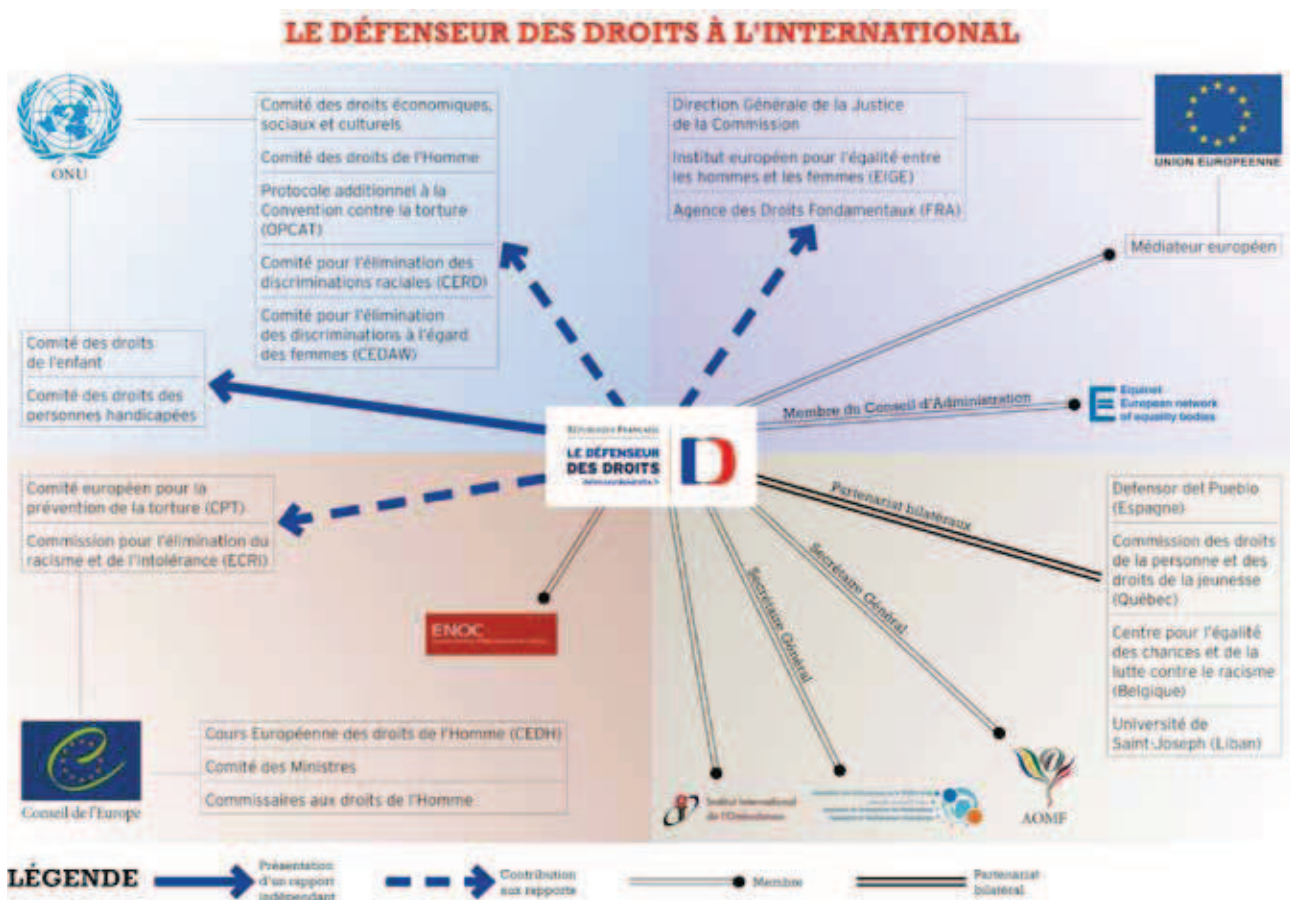 LE DÉFENSEUR DES DROITS À L'INTERNATIONAL
ONU
Comité des droits économiques,
sociaux et culturels
Comité des droits de l'Homme
Protocole additionnel à la
Convention contre la torture
(OPCAT)
Comité pour l'élimination des
discriminations raciales (CERD)
Comité pour l'élimination
des discriminations à l'égard
des femmes (CEDAW)
Direction Générale de la Justice
de la Commission
Institut européen pour l'égalité entre
les hommes et les femmes (EIGE)
Agence des Droits Fondamentaux (FRA)
UNION EUROPEENNE
Médiateur européen
Comité des droits
de l'enfant
Comité des droits des
personnes handicapées
Membre du Conseil d'Administration
Equinet
European network
of equality bodies
RÉPUBLIQUE FRANÇAISE
LE DÉFENSEUR
DES DROITS
Comité européen pour la
prévention de la torture (CPT)
Commission pour l'élimination du
racisme et de l'intolérance (ECRI)
Partenariat bilatéraux
Defensor del Pueblo
(Espagne)
Commission des droits
de la personne et des
droits de la jeunesse
(Québec)
Centre pour l'égalité
des chances et de la
lutte contre le racisme
(Belgique)
Université de
Saint-Joseph (Liban)
Secrétaire Général
Secrétaire Général
ENOC
Conseil de l'Europe
Cours Européenne des droits de l'Homme (CEDH)
Comité des Ministres
Commissaires aux droits de l'Homme
Institut International
de l'Ombudsman
AOMF
LÉGENDE
Présentation
d'un rapport
indépendant
Contribution
aux rapports
Membre
Partenariat
bilatéral